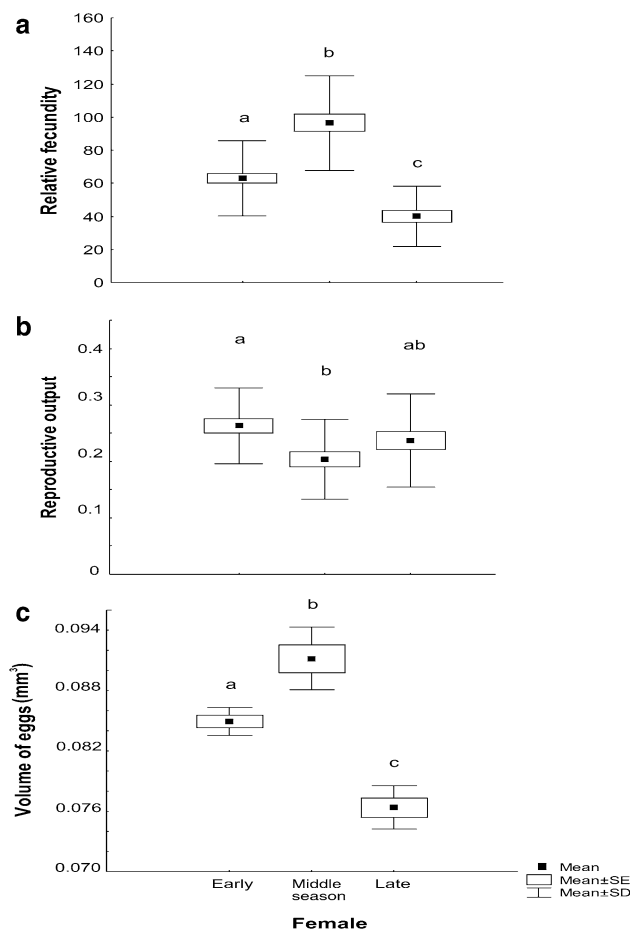 a
160
140
120
100
80
60
40
20
0
Relative fecundity
a
b
c
b
0.4
0.3
0.2
0.1
0
Reproductive output
a
b
ab
c
0.094
0.088
0.082
0.076
0.070
Volume of eggs (mm³)
a
b
c
Early
Middle
season
Late
Female
Mean
Mean±SE
Mean±SD